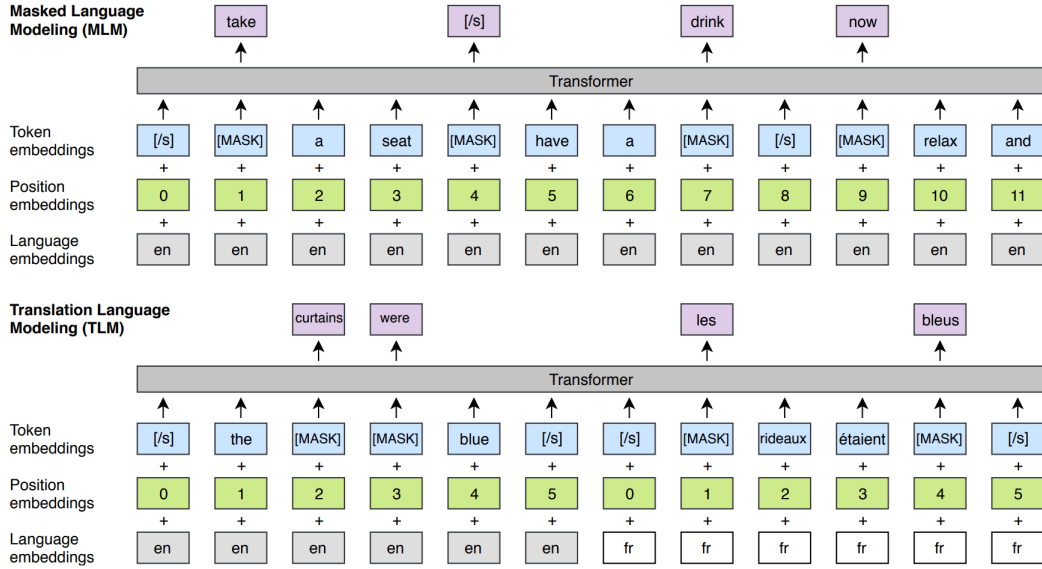 Masked Language
Modeling (MLM)
take [/s] drink now
Transformer
Token
embeddings
[/s] [MASK] a seat [MASK] have a [MASK] [/s] [MASK] relax and
+ + + + + + + + + + + +
Position
embeddings
0 1 2 3 4 5 6 7 8 9 10 11
+ + + + + + + + + + + +
Language
embeddings
en en en en en en en en en en en en
Translation Language
Modeling (TLM)
curtains were les bleus
Transformer
Token
embeddings
[/s] the [MASK] [MASK] blue [/s] [/s] [MASK] rideaux étaient [MASK] [/s]
+ + + + + + + + + + + +
Position
embeddings
0 1 2 3 4 5 0 1 2 3 4 5
+ + + + + + + + + + + +
Language
embeddings
en en en en en en fr fr fr fr fr fr